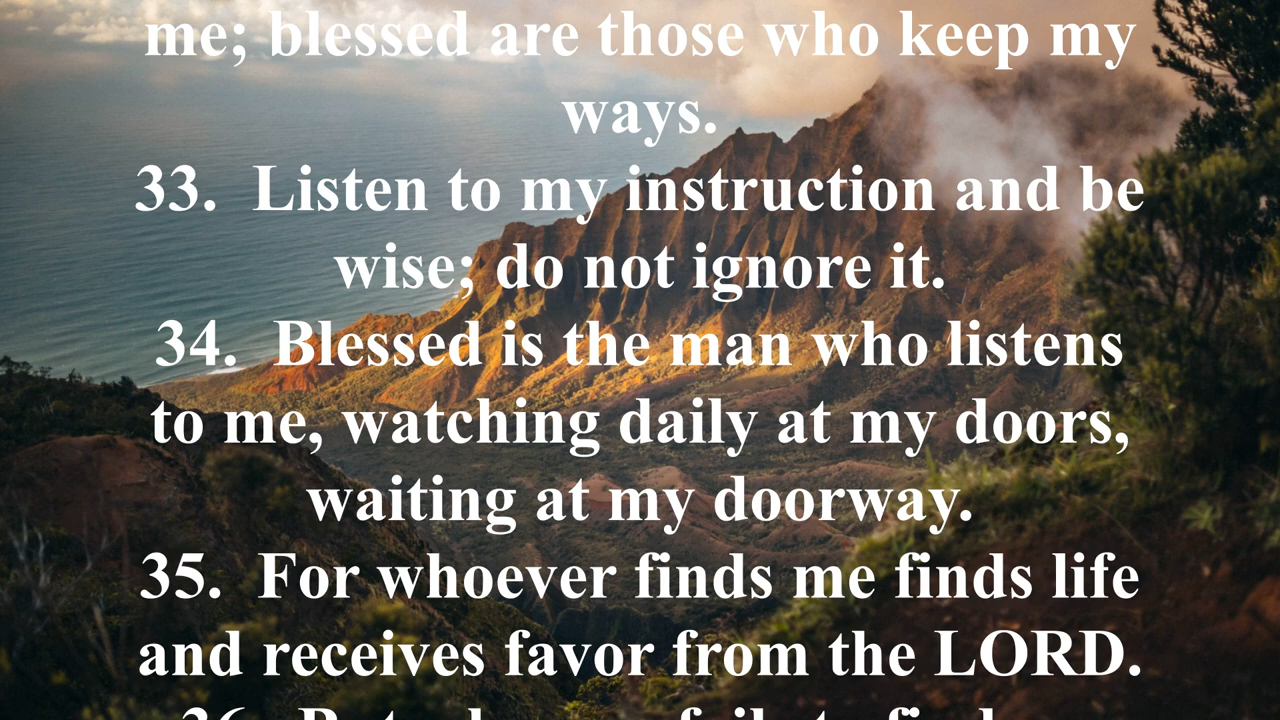 me; blessed are those who keep my
ways.
33. Listen to my instruction and be
wise; do not ignore it.
34. Blessed is the man who listens
to me, watching daily at my doors,
waiting at my doorway.
35. For whoever finds me finds life
and receives favor from the LORD.